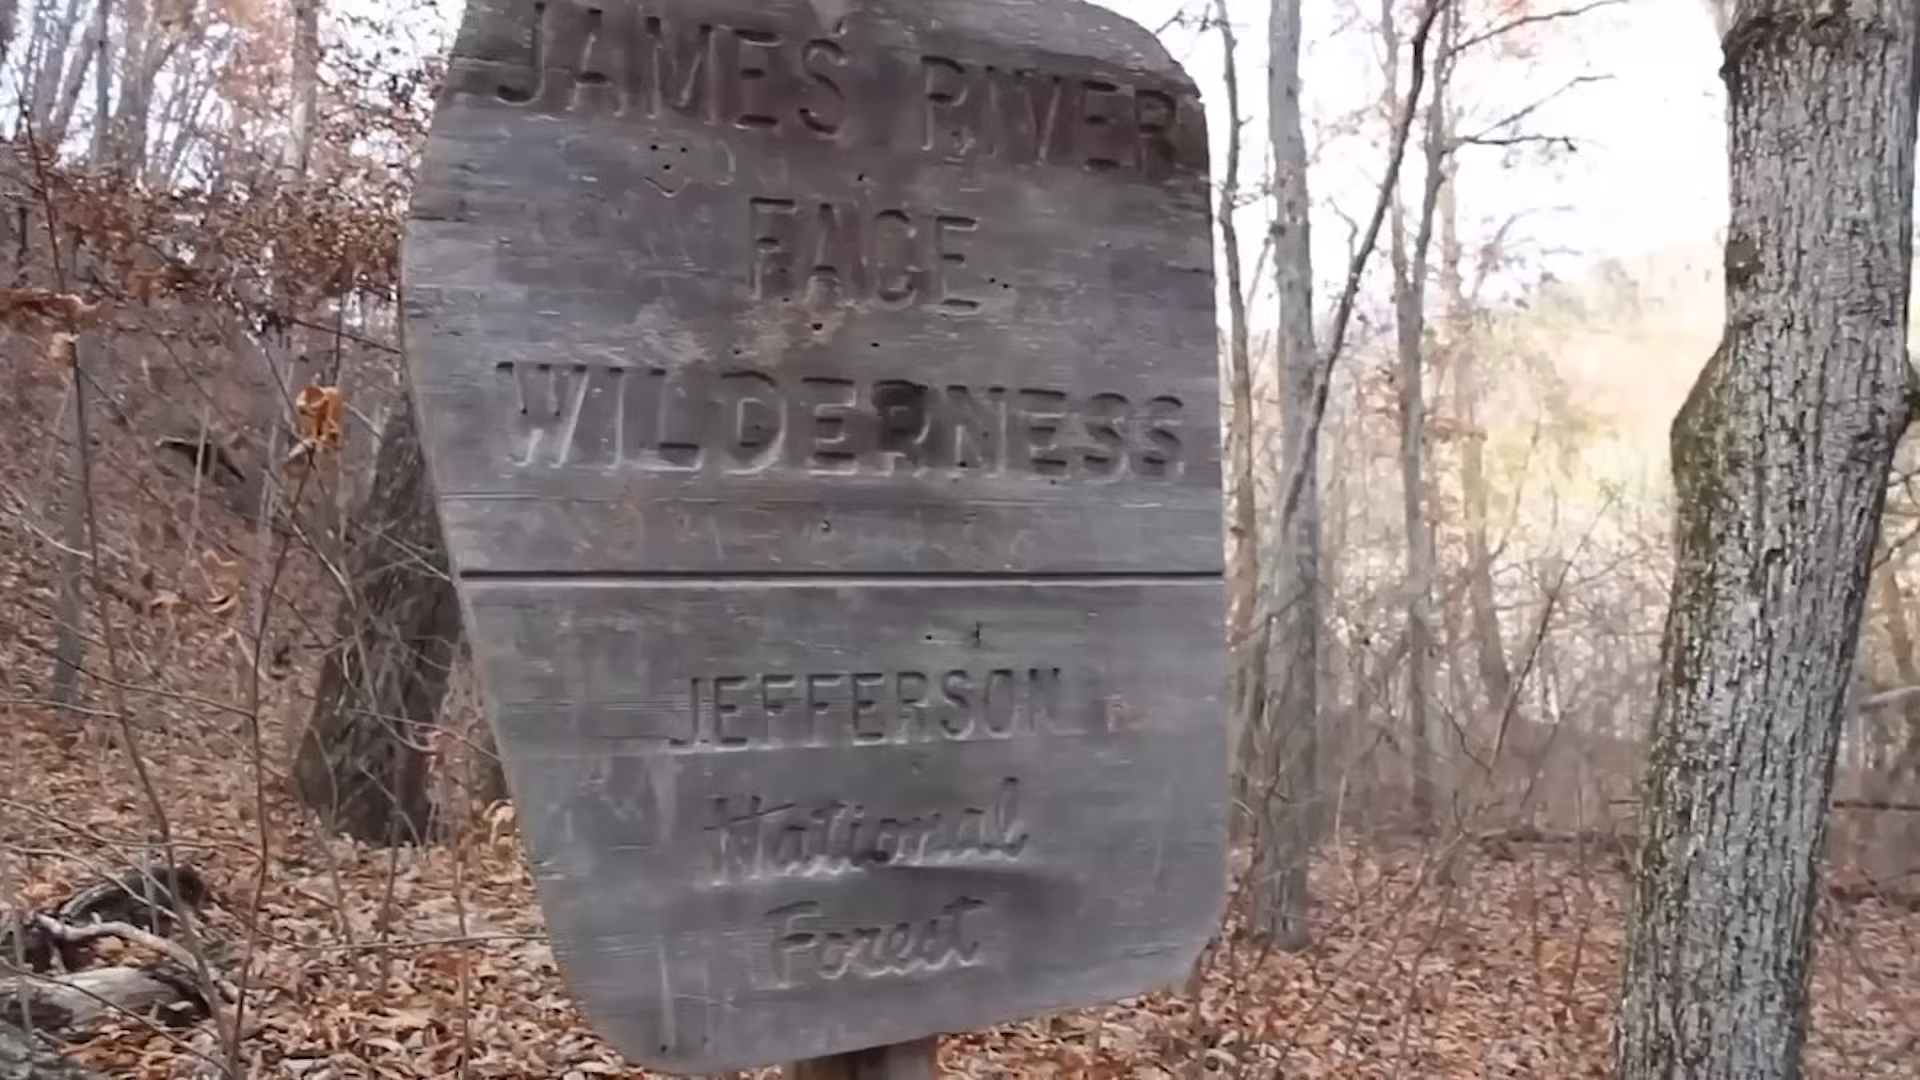 JAMES RIVER
FACE
WILDERNESS
JEFFERSON
National
Forest